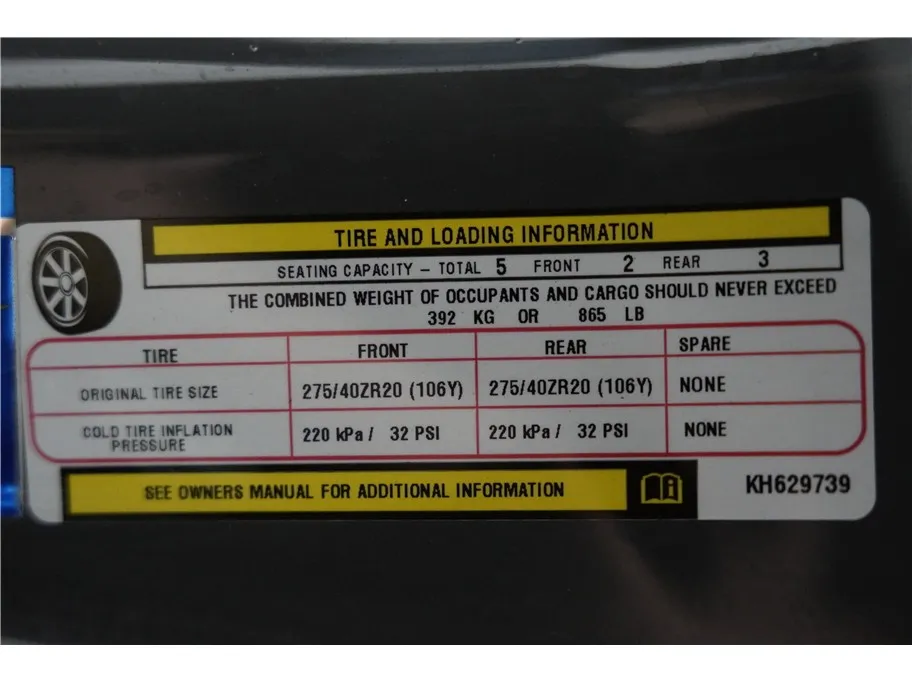 TIRE AND LOADING INFORMATION
SEATING CAPACITY – TOTAL 5 FRONT 2 REAR 3
THE COMBINED WEIGHT OF OCCUPANTS AND CARGO SHOULD NEVER EXCEED
392 KG OR 865 LB
TIRE FRONT REAR SPARE
ORIGINAL TIRE SIZE 275/40ZR20 (106Y) 275/40ZR20 (106Y) NONE
COLD TIRE INFLATION
PRESSURE 220 kPa / 32 PSI 220 kPa / 32 PSI NONE
SEE OWNERS MANUAL FOR ADDITIONAL INFORMATION
KH629739